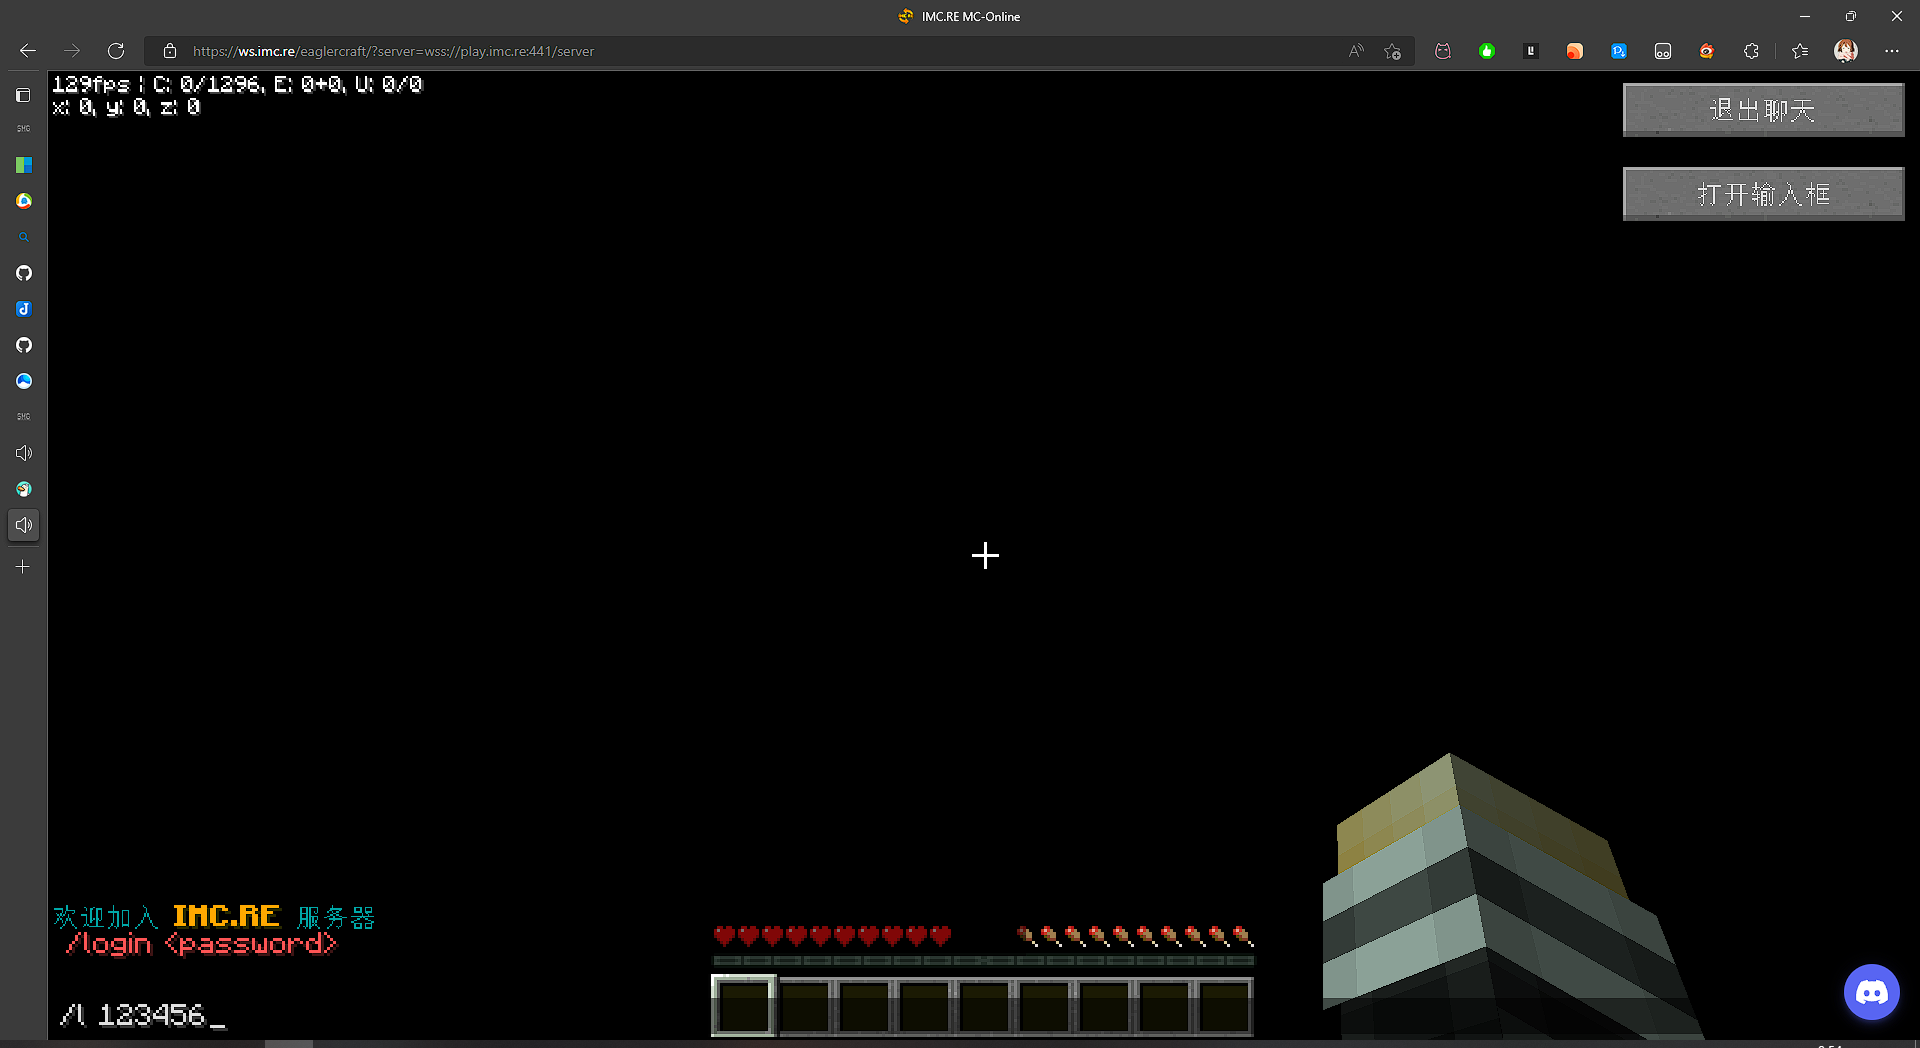 IMC.RE MC-Online
https://ws.imc.re/eaglercraft/?server=wss://play.imc.re:441/server
129fps | C: 0/1296, E: 0+0, U: 0/0
x: 0, y: 0, z: 0
退出聊天
打开输入框
欢迎加入 IMC.RE 服务器
/login <password>
/l 123456_